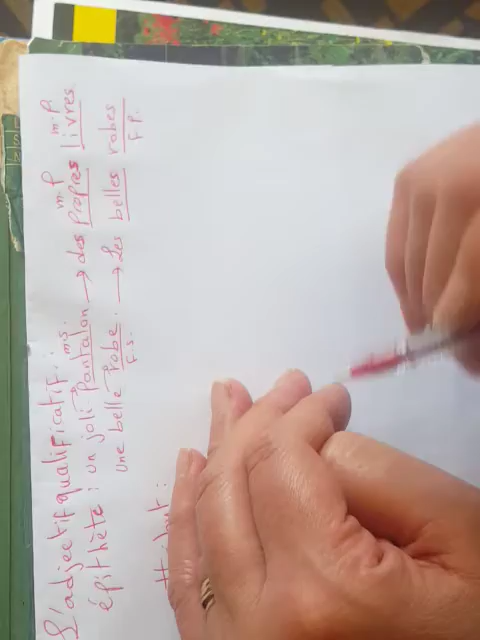 L'adjectif qualificatif :
m.s. m.P m.P
épithète : un joli pantalon → des propres livres
Une belle robe. → Les belles robes
F.S. F.P.